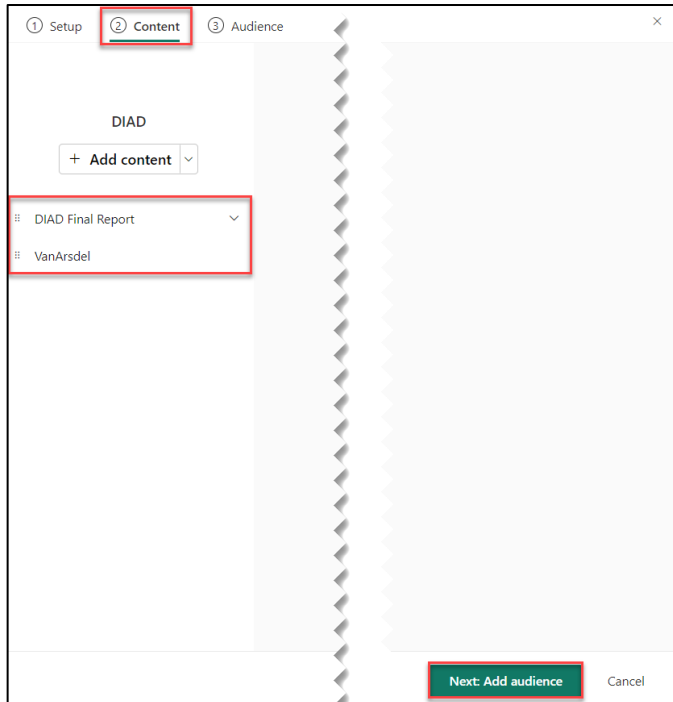 1 Setup 2 Content 3 Audience
DIAD
+ Add content
DIAD Final Report
VanArsdel
Next: Add audience Cancel